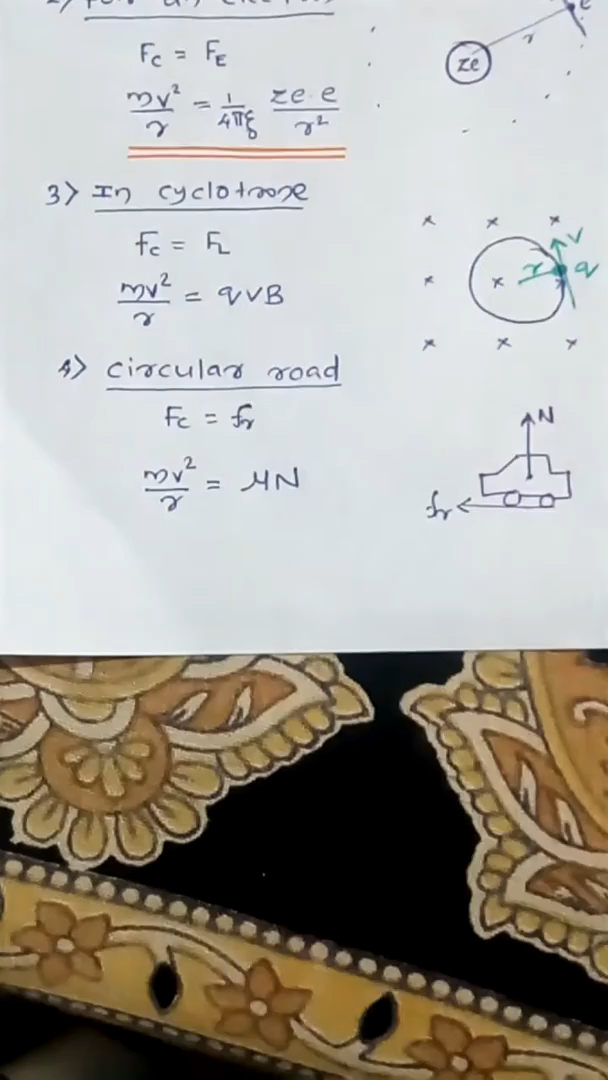 e
r
ze
Fc = FE
mv²/r = 1/4πε₀ ze.e/r²
3) In cyclotrone
fc = FL
mv²/r = qVB
V
r
q
4) circular road
Fc = fr
mv²/r = μN
N
fr